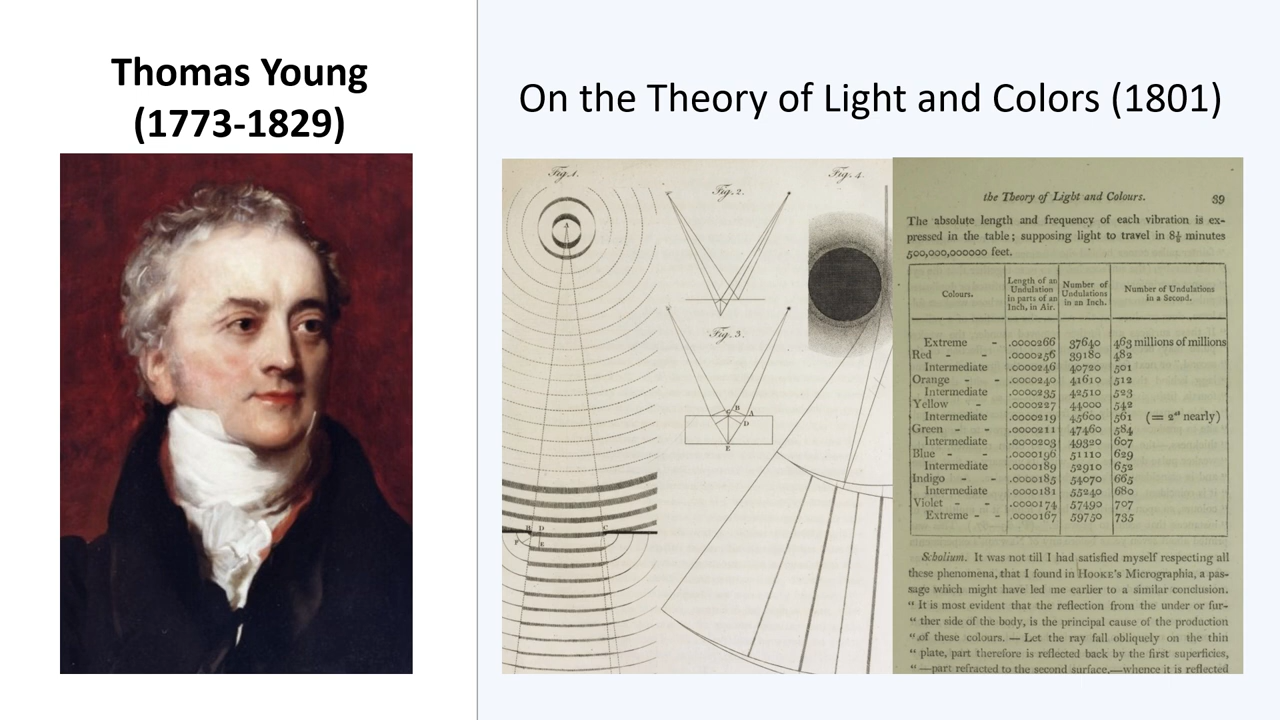 Thomas Young
(1773-1829)
On the Theory of Light and Colors (1801)
Fig. 1.
Fig. 2.
Fig. 4.
A
Fig. 3.
B
C
A
D
E
B D C
F E
the Theory of Light and Colours. 39
The absolute length and frequency of each vibration is ex-
pressed in the table; supposing light to travel in 8⅛ minutes
500,000,000000 feet.
Colours.
Length of an
Undulation
in parts of an
Inch, in Air.
Number of
Undulations
in an Inch.
Number of Undulations
in a Second.
Extreme - .0000266 37640 463 millions of millions
Red - - .0000256 39180 482
Intermediate .0000246 40720 501
Orange - - .0000240 41610 512
Intermediate .0000235 42510 523
Yellow - - .0000227 44000 542
Intermediate .0000219 45600 561 (= 2⁴⁹ nearly)
Green - - .0000211 47460 584
Intermediate .0000203 49320 607
Blue - - .0000196 51110 629
Intermediate .0000189 52910 652
Indigo - - .0000185 54070 665
Intermediate .0000181 55240 680
Violet - - .0000174 57490 707
Extreme - - .0000167 59750 735
Scholium. It was not till I had satisfied myself respecting all
these phenomena, that I found in HOOKE's Micrographia, a pas-
sage which might have led me earlier to a similar conclusion.
" It is most evident that the reflection from the under or fur-
" ther side of the body, is the principal cause of the production
" of these colours. — Let the ray fall obliquely on the thin
" plate, part therefore is reflected back by the first superficies,
" —part refracted to the second surface,—whence it is reflected